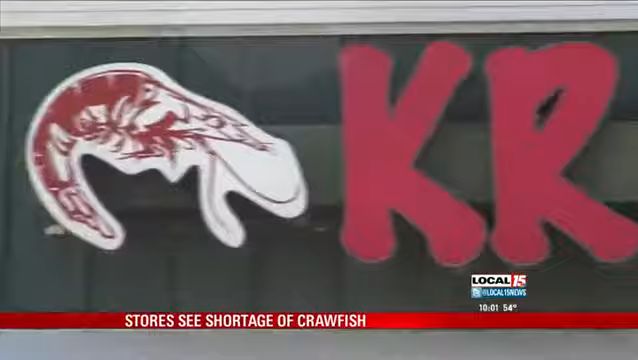 KR
LOCAL 15
@LOCAL15NEWS
10:01 54°
STORES SEE SHORTAGE OF CRAWFISH